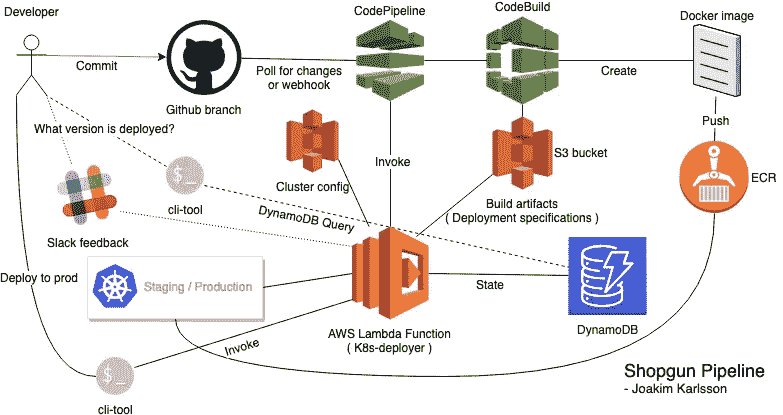 Developer
CodePipeline
CodeBuild
Docker image
Commit
Poll for changes
or webhook
Create
Github branch
What version is deployed?
Push
Invoke
S3 bucket
ECR
$_
Cluster config
cli-tool
Build artifacts
( Deployment specifications )
DynamoDB Query
Slack feedback
Deploy to prod
Staging / Production
State
DynamoDB
AWS Lambda Function
( K8s-deployer )
Invoke
$_
cli-tool
Shopgun Pipeline
- Joakim Karlsson